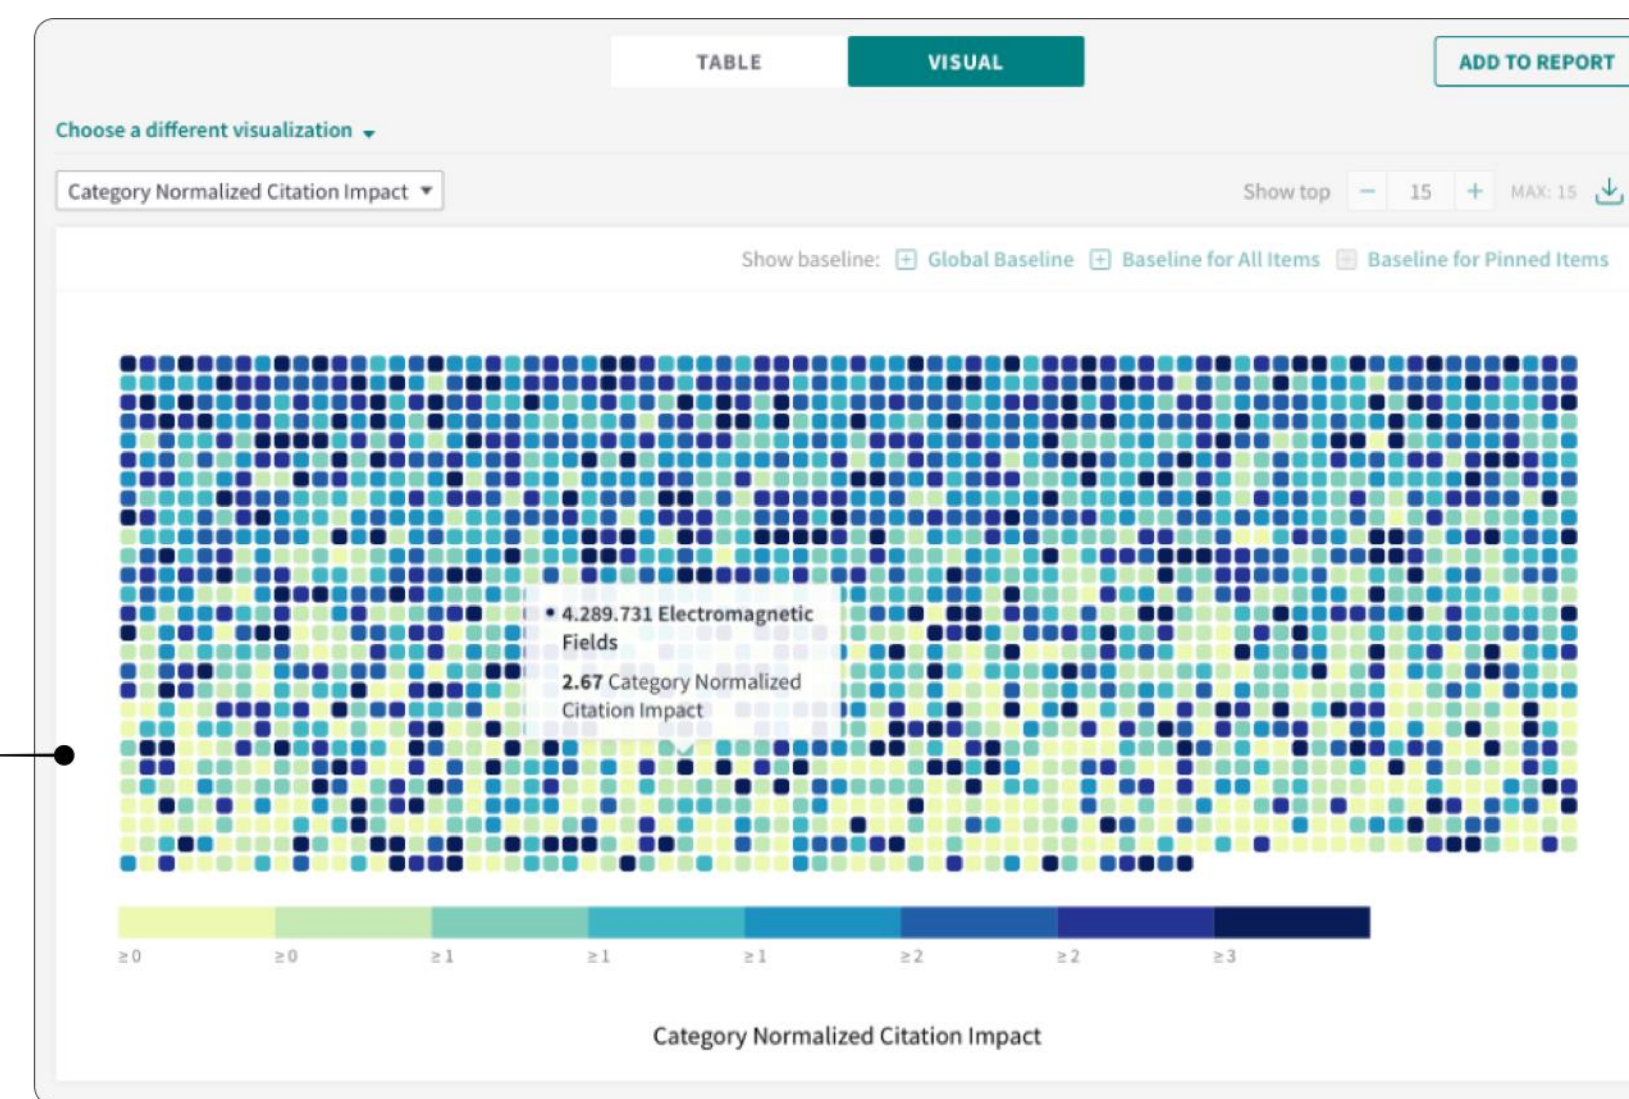 TABLE VISUAL ADD TO REPORT
Choose a different visualization
Category Normalized Citation Impact
Show top − 15 + MAX: 15
Show baseline: Global Baseline Baseline for All Items Baseline for Pinned Items
• 4.289.731 Electromagnetic
Fields
2.67 Category Normalized
Citation Impact
≥ 0 ≥ 0 ≥ 1 ≥ 1 ≥ 1 ≥ 2 ≥ 2 ≥ 3
Category Normalized Citation Impact